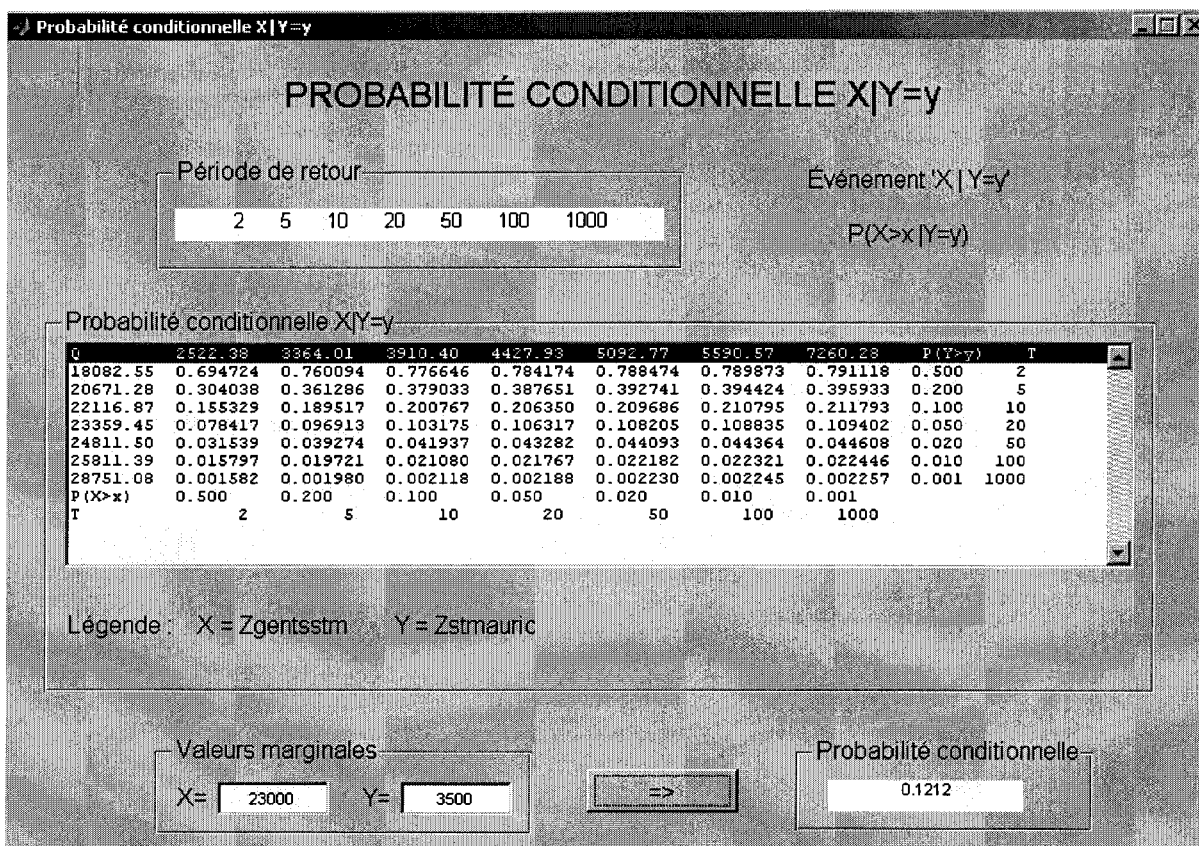 Probabilité conditionnelle X|Y=y
PROBABILITÉ CONDITIONNELLE X|Y=y
Période de retour
2 5 10 20 50 100 1000
Événement 'X | Y=y'
P(X>x |Y=y)
Probabilité conditionnelle X|Y=y
Q 2522.38 3364.01 3910.40 4427.93 5092.77 5590.57 7260.28 P(Y>y) T
18082.55 0.694724 0.760094 0.776646 0.784174 0.788474 0.789873 0.791118 0.500 2
20671.28 0.304038 0.361286 0.379033 0.387651 0.392741 0.394424 0.395933 0.200 5
22116.87 0.155329 0.189517 0.200767 0.206350 0.209686 0.210795 0.211793 0.100 10
23359.45 0.078417 0.096913 0.103175 0.106317 0.108205 0.108835 0.109402 0.050 20
24811.50 0.031539 0.039274 0.041937 0.043282 0.044093 0.044364 0.044608 0.020 50
25811.39 0.015797 0.019721 0.021080 0.021767 0.022182 0.022321 0.022446 0.010 100
28751.08 0.001582 0.001980 0.002118 0.002188 0.002230 0.002245 0.002257 0.001 1000
P(X>x) 0.500 0.200 0.100 0.050 0.020 0.010 0.001
T 2 5 10 20 50 100 1000
Légende : X = Zgentsstm Y = Zstmauric
Valeurs marginales
X= 23000 Y= 3500
=>
Probabilité conditionnelle
0.1212